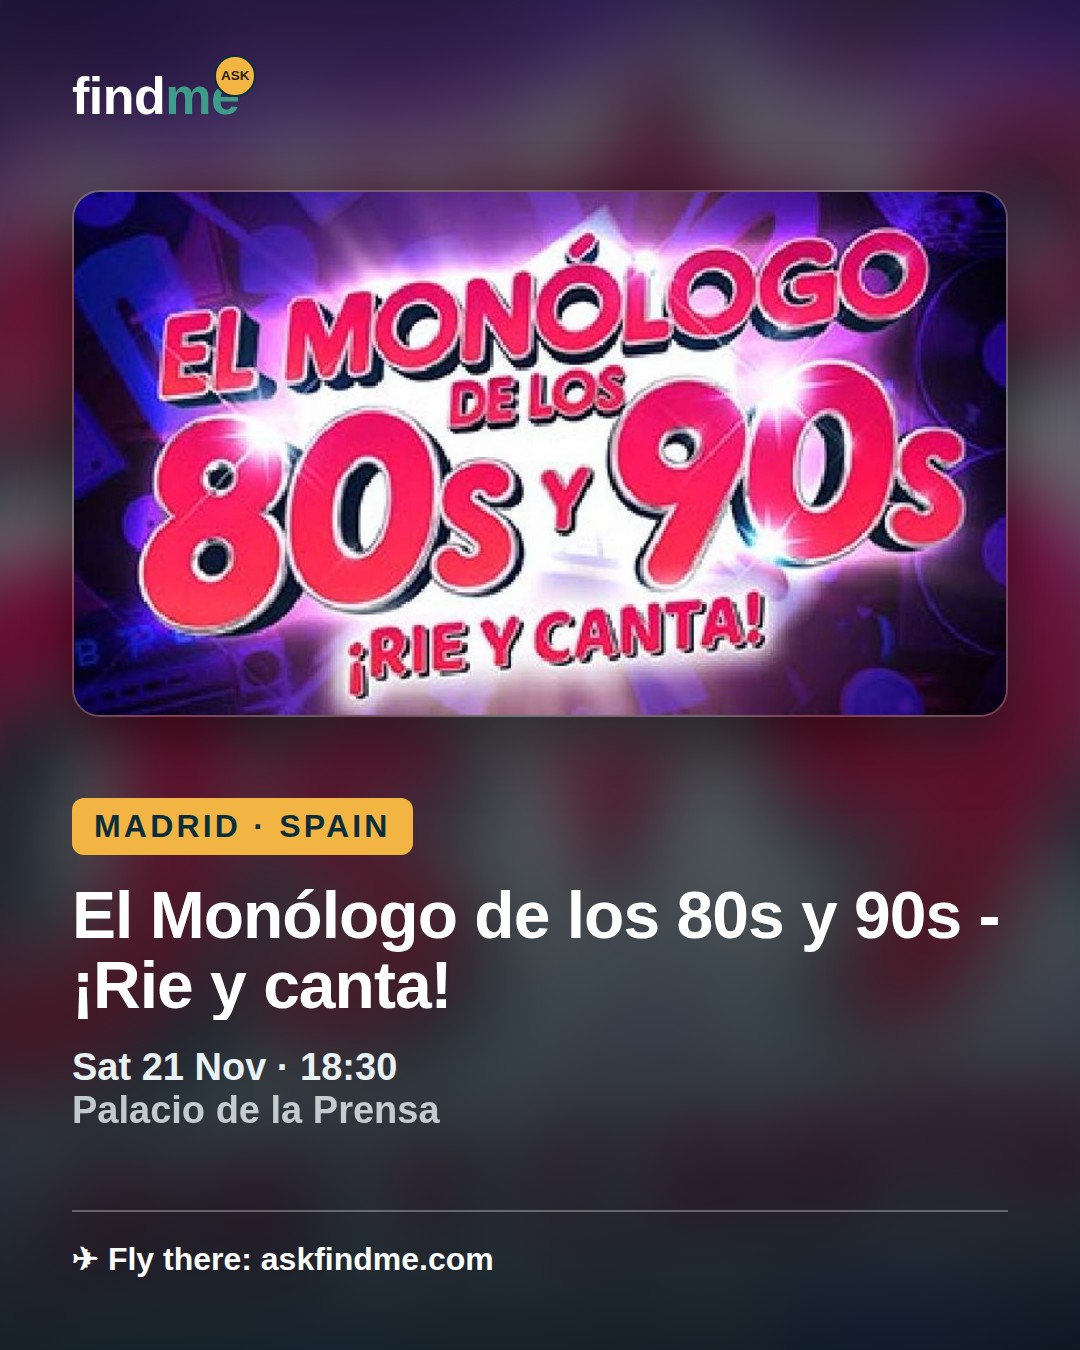 findme
ASK
EL MONÓLOGO
DE LOS
80s Y 90s
¡RIE Y CANTA!
MADRID · SPAIN
El Monólogo de los 80s y 90s -
¡Rie y canta!
Sat 21 Nov · 18:30
Palacio de la Prensa
✈ Fly there: askfindme.com